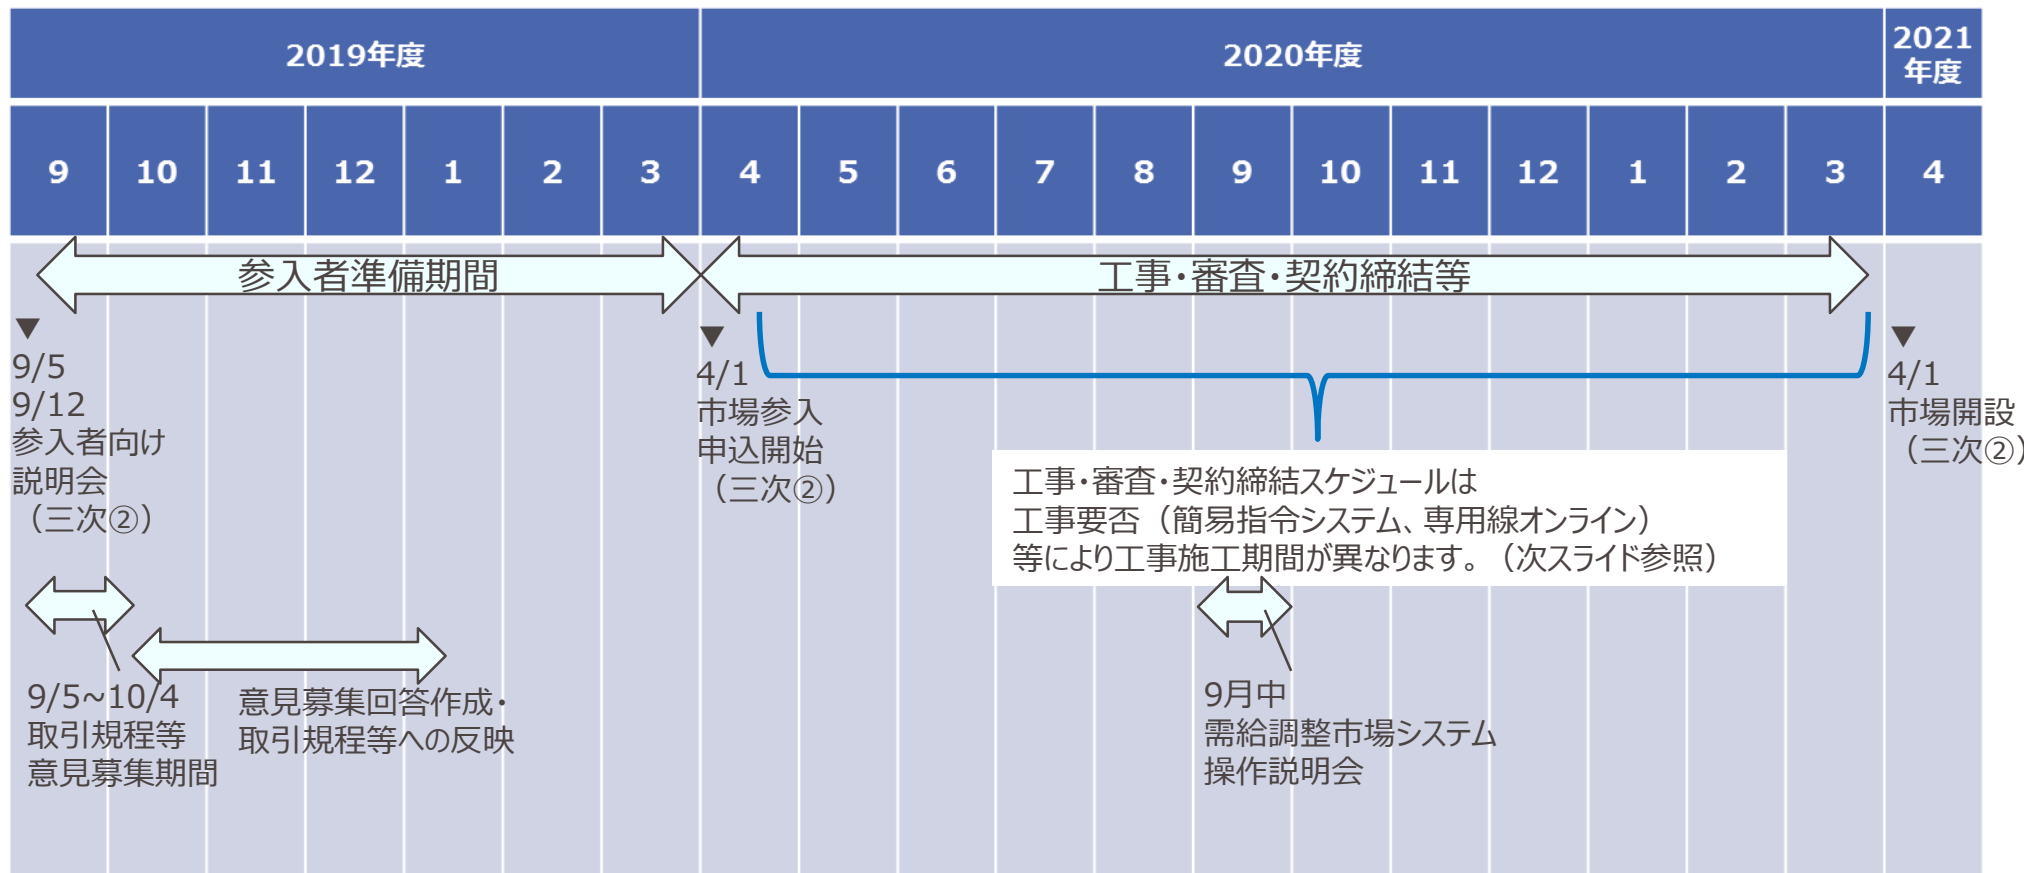 2019年度
2020年度
2021
年度
9 10 11 12 1 2 3 4 5 6 7 8 9 10 11 12 1 2 3 4
参入者準備期間
工事・審査・契約締結等
▼
9/5
9/12
参入者向け
説明会
（三次②）
▼
4/1
市場参入
申込開始
（三次②）
▼
4/1
市場開設
（三次②）
工事・審査・契約締結スケジュールは
工事要否（簡易指令システム、専用線オンライン）
等により工事施工期間が異なります。（次スライド参照）
9/5~10/4
取引規程等
意見募集期間
意見募集回答作成・
取引規程等への反映
9月中
需給調整市場システム
操作説明会